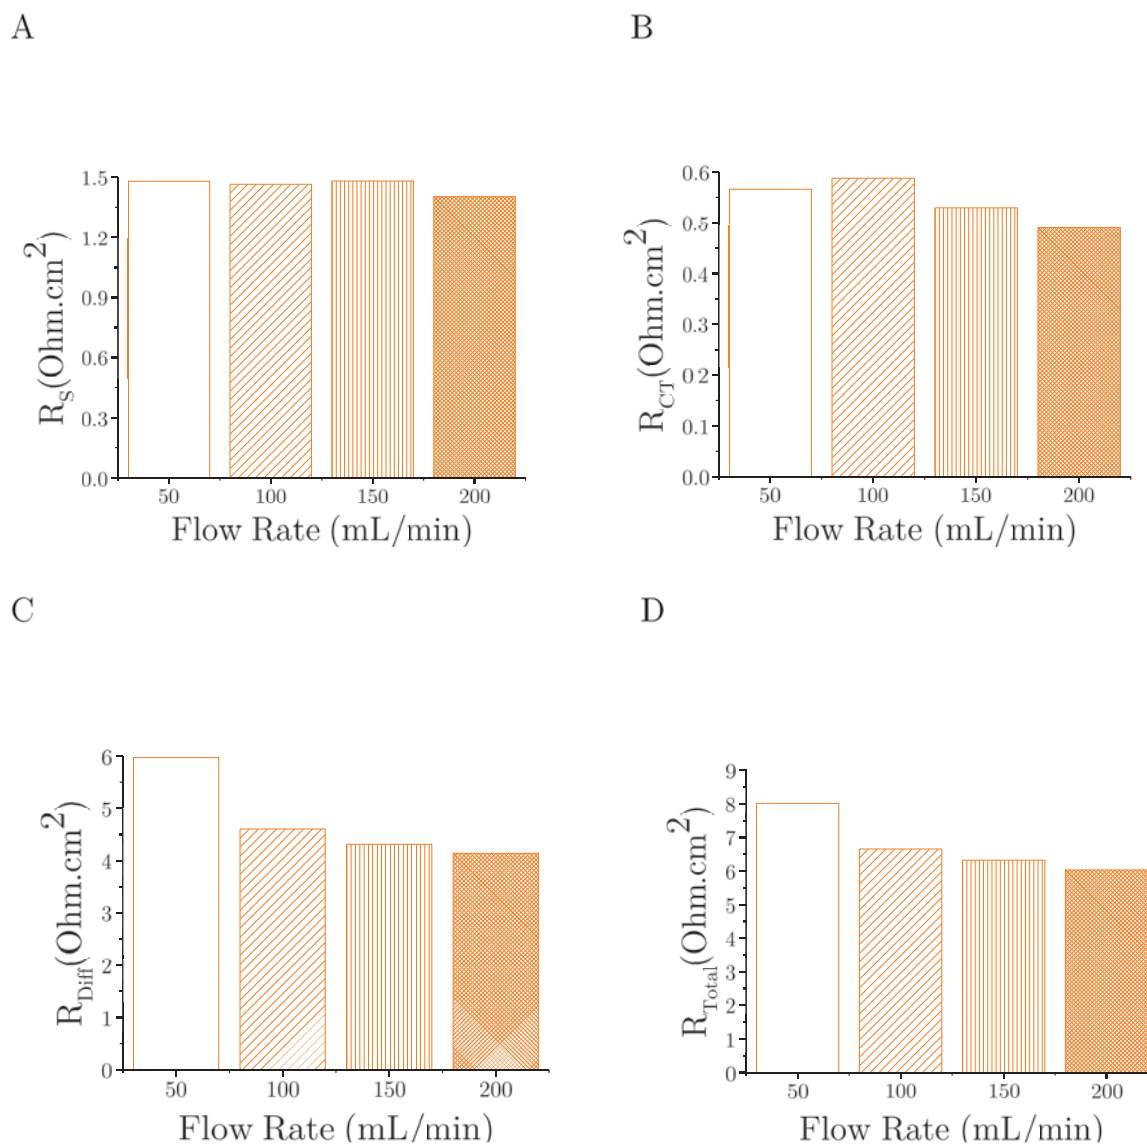 A
B
R_S(Ohm.cm^2)
1.5
1.2
0.9
0.6
0.3
0.0
50 100 150 200
Flow Rate (mL/min)
R_CT(Ohm.cm^2)
0.6
0.5
0.4
0.3
0.2
0.1
0.0
50 100 150 200
Flow Rate (mL/min)
C
D
R_Diff(Ohm.cm^2)
6
5
4
3
2
1
0
50 100 150 200
Flow Rate (mL/min)
R_Total(Ohm.cm^2)
9
8
7
6
5
4
3
2
1
0
50 100 150 200
Flow Rate (mL/min)